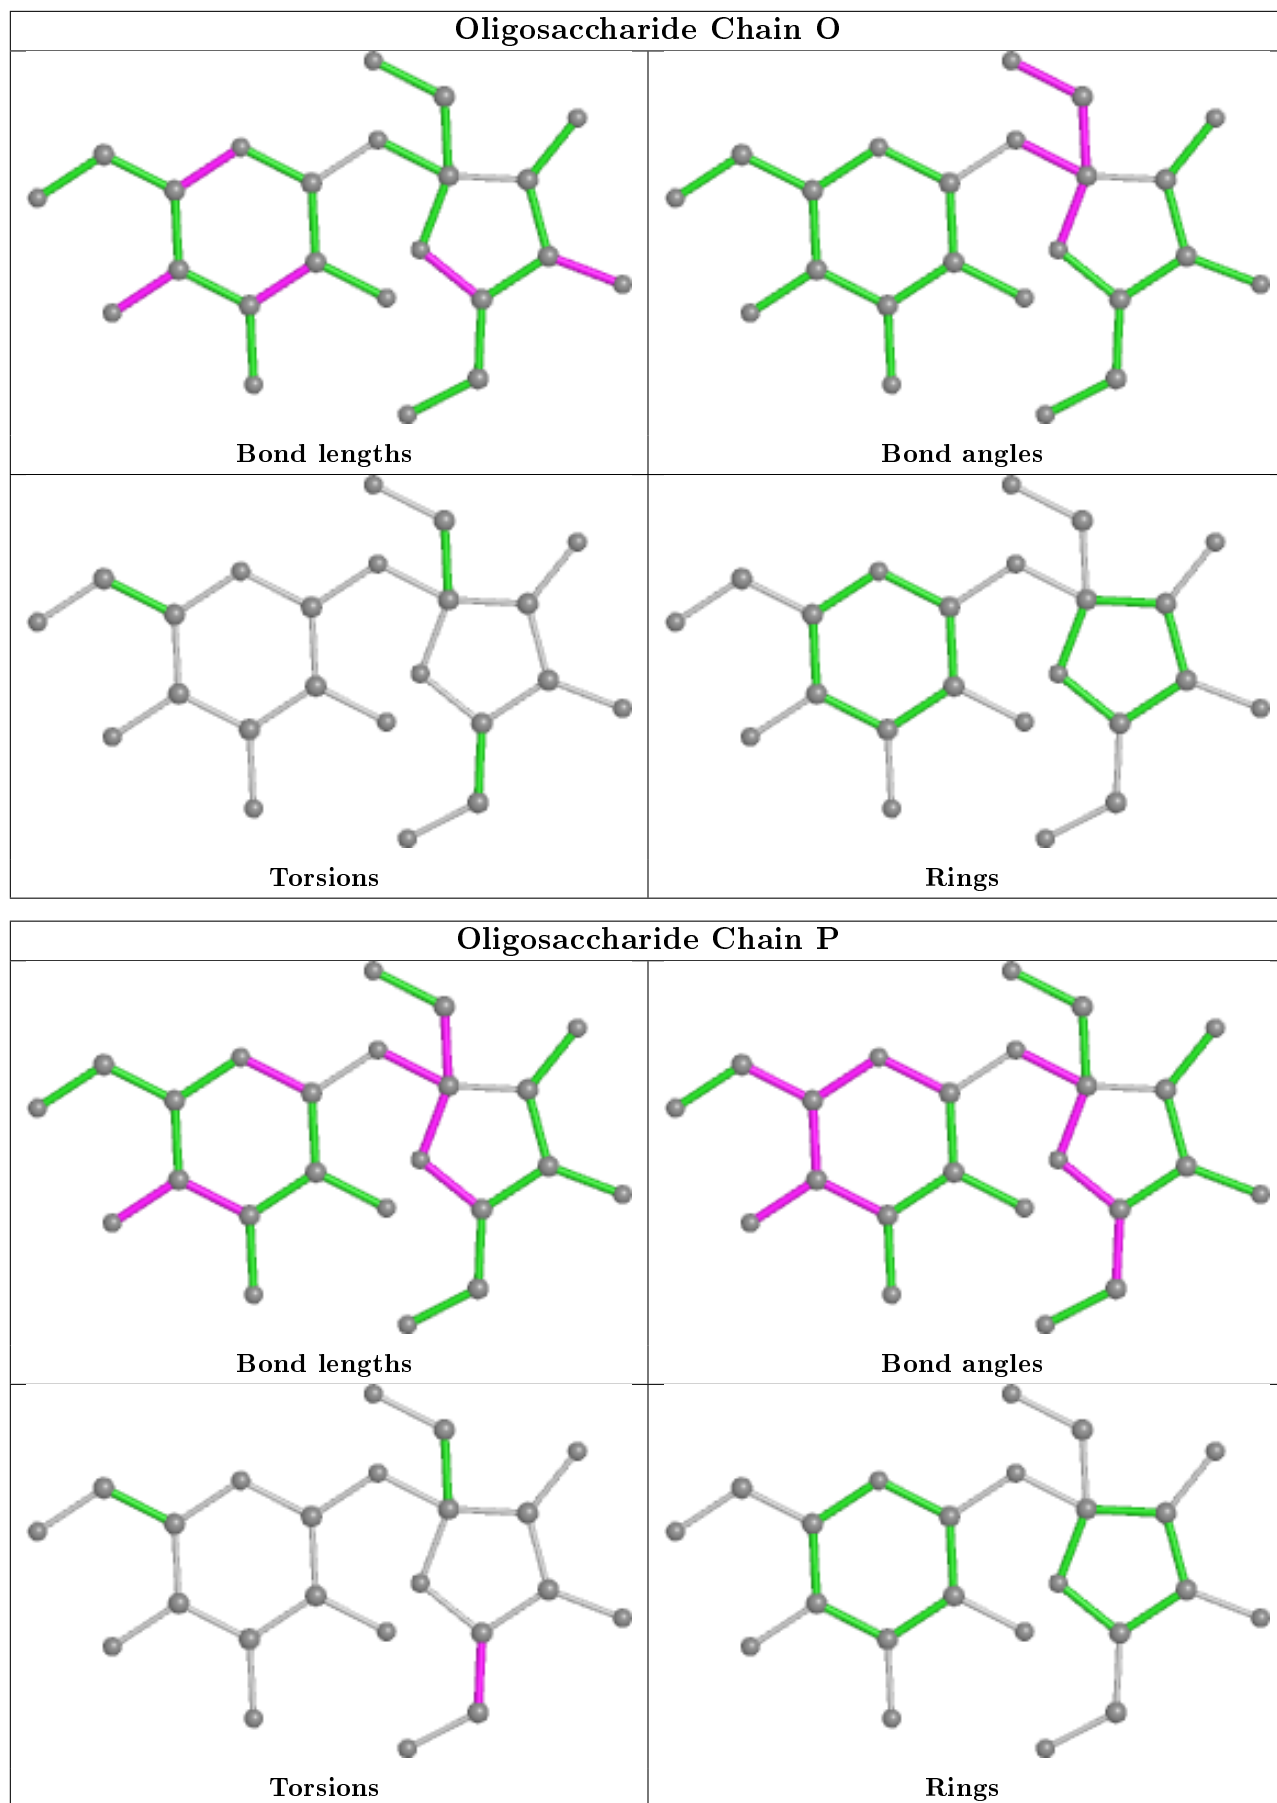 Oligosaccharide Chain O
Bond lengths
Bond angles
Torsions
Rings
Oligosaccharide Chain P
Bond lengths
Bond angles
Torsions
Rings